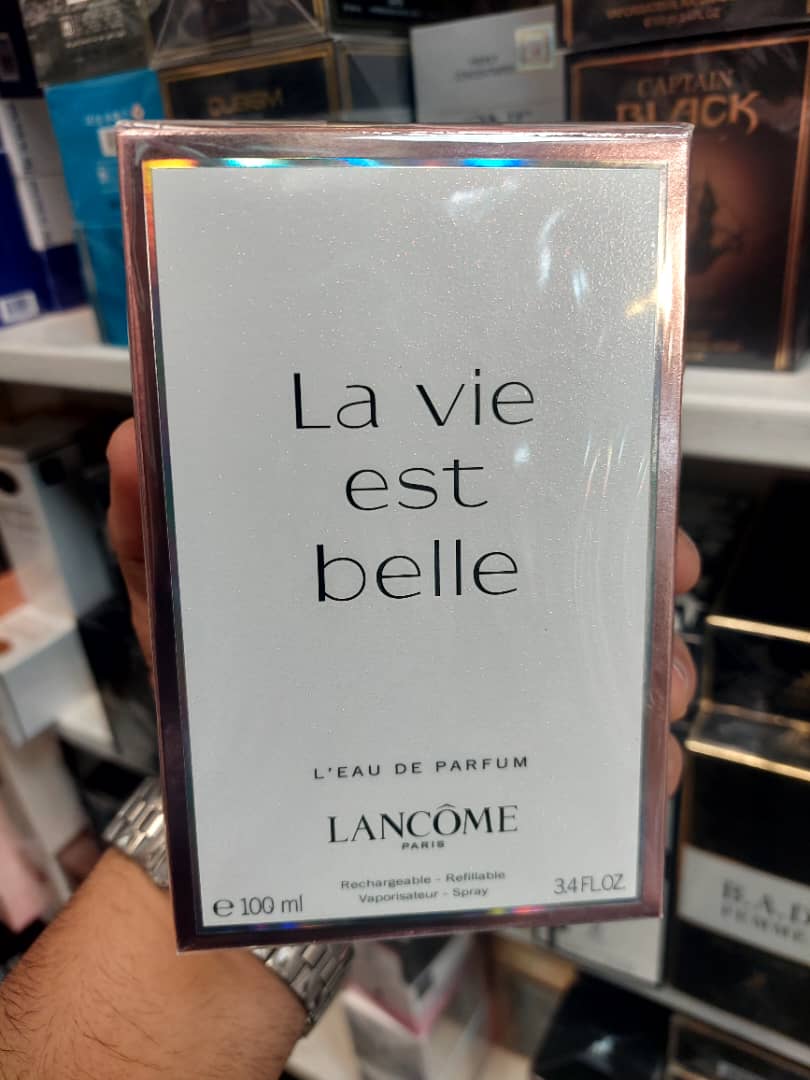 CAPTAIN
BLACK
La vie
est
belle
L'EAU DE PARFUM
LANCÔME
PARIS
Rechargeable - Refillable
Vaporisateur - Spray
e 100 ml
3.4 FL.OZ.
B.A.D
FEMME